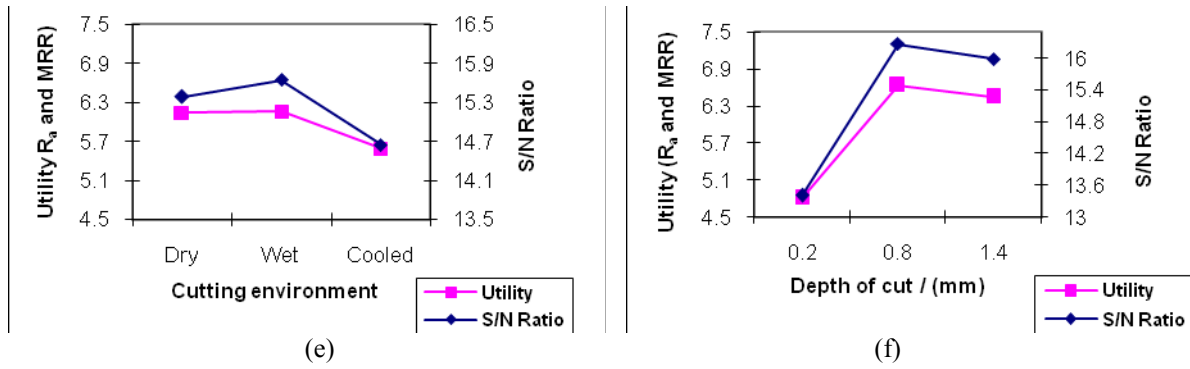 Utility Rₐ and MRR)
7.5
6.9
6.3
5.7
5.1
4.5
16.5
15.9
15.3
14.7
14.1
13.5
S/N Ratio
Dry Wet Cooled
Cutting environment
Utility
S/N Ratio
(e)
Utility (Rₐ and MRR)
7.5
6.9
6.3
5.7
5.1
4.5
16
15.4
14.8
14.2
13.6
13
S/N Ratio
0.2 0.8 1.4
Depth of cut / (mm)
Utility
S/N Ratio
(f)